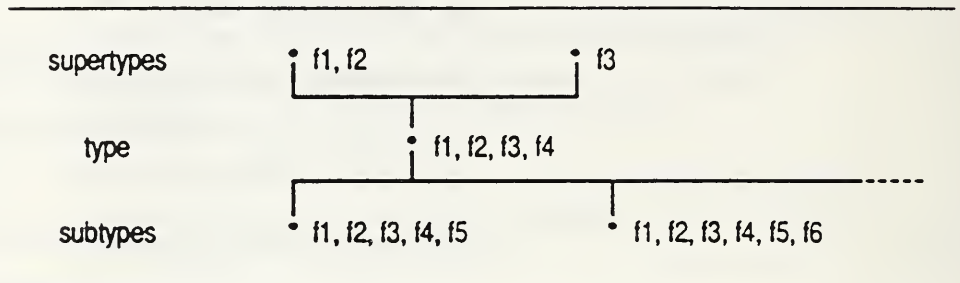 supertypes f1, f2 f3
type f1, f2, f3, f4
subtypes f1, f2, f3, f4, f5 f1, f2, f3, f4, f5, f6